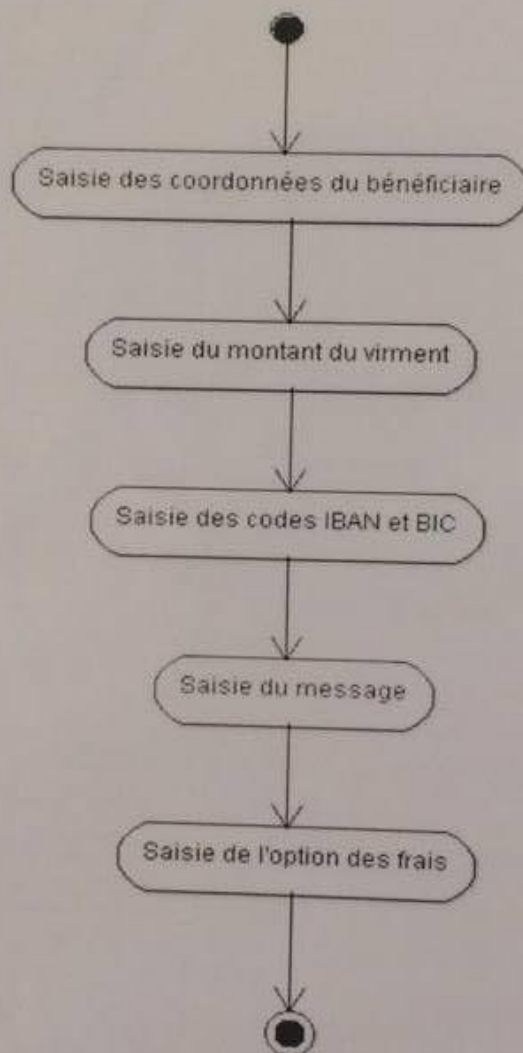 Saisie des coordonnées du bénéficiaire
Saisie du montant du virment
Saisie des codes IBAN et BIC
Saisie du message
Saisie de l'option des frais